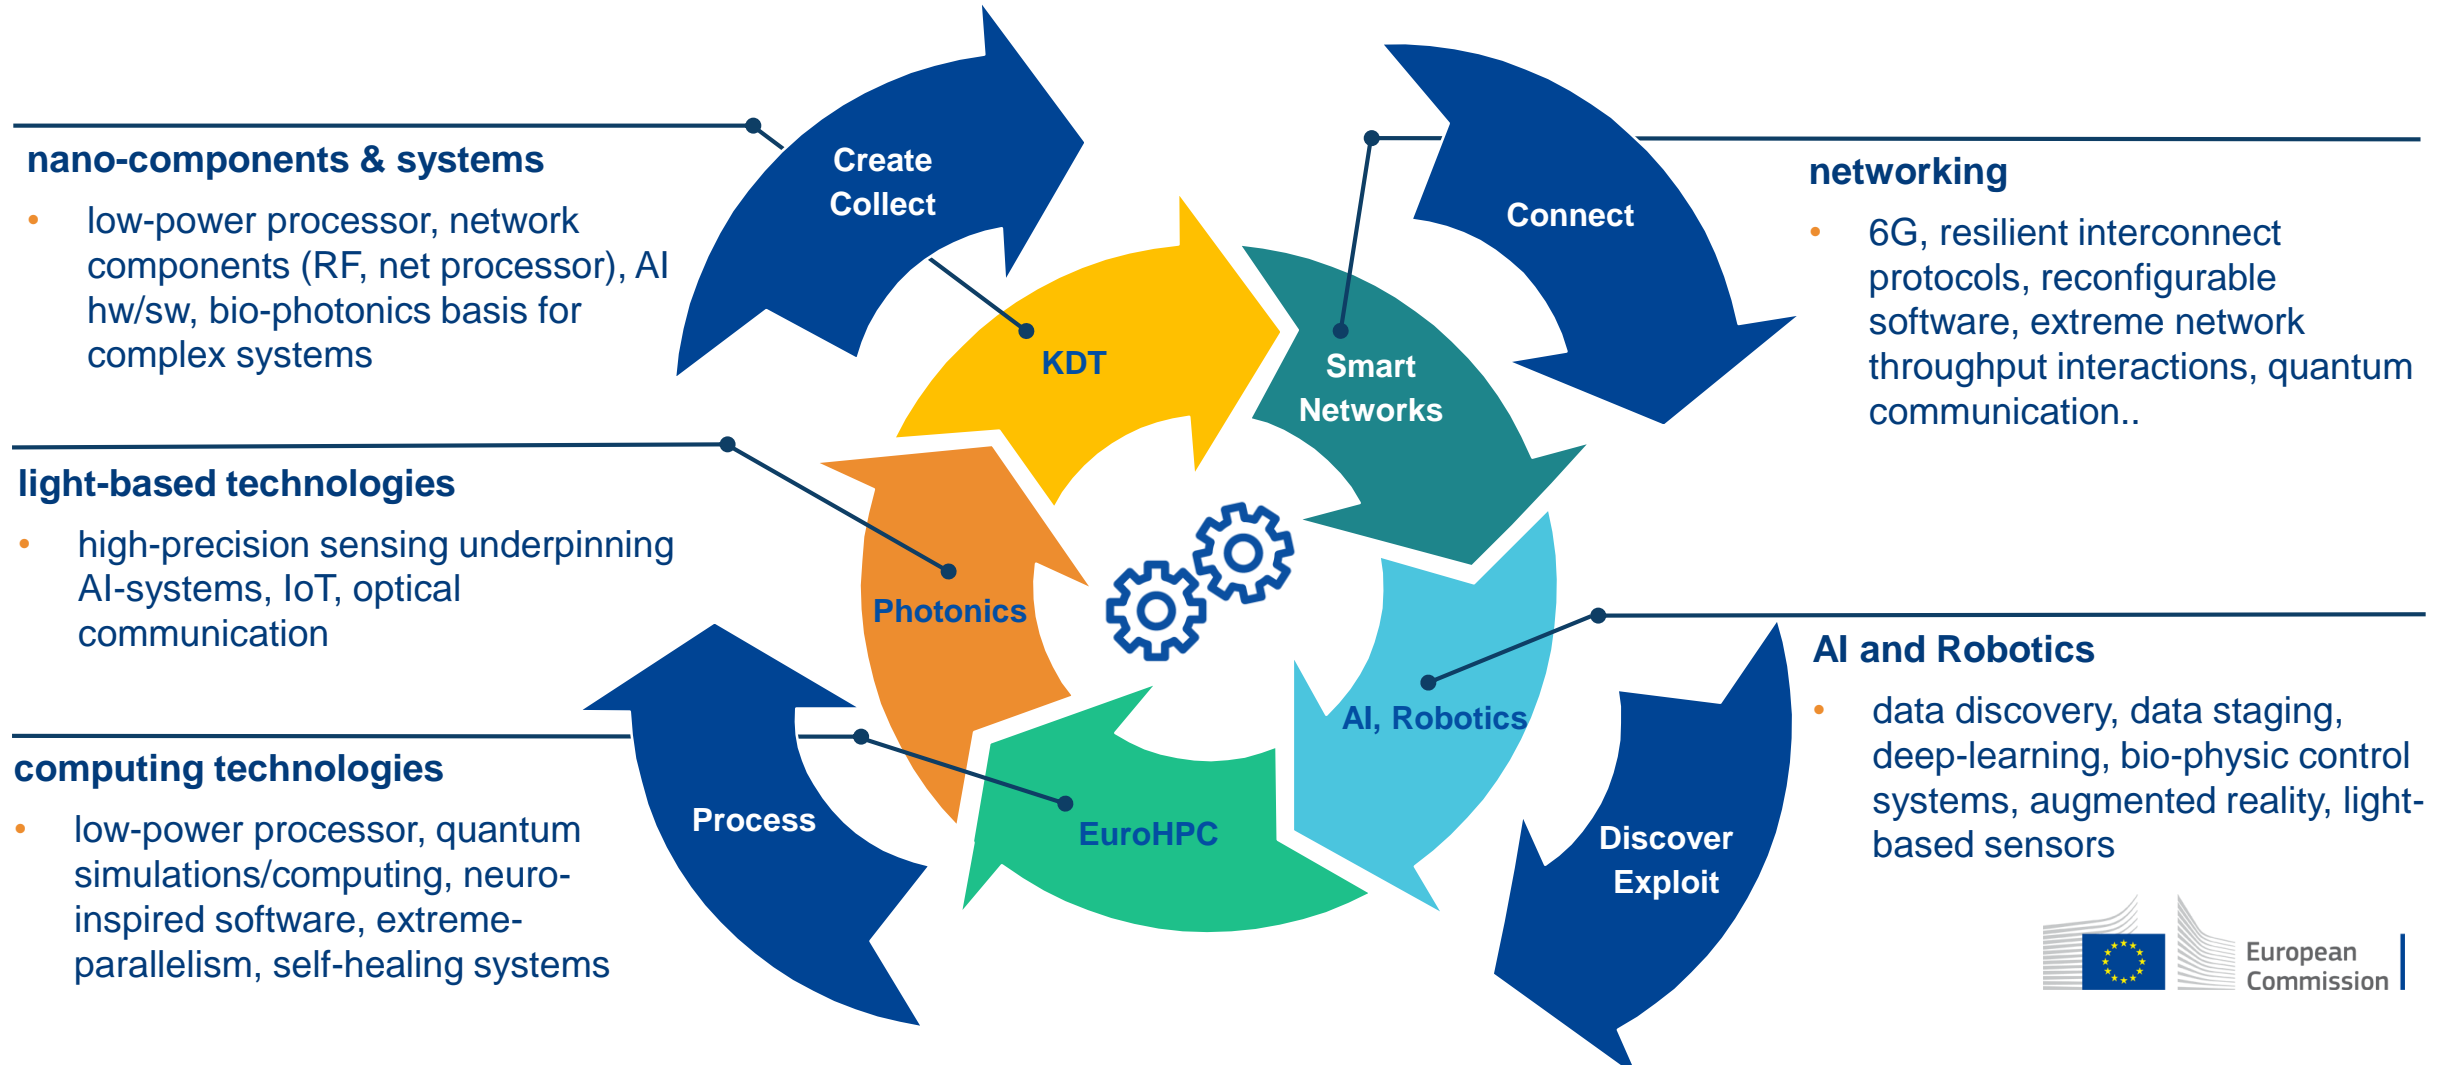 nano-components & systems
• low-power processor, network
components (RF, net processor), AI
hw/sw, bio-photonics basis for
complex systems
light-based technologies
• high-precision sensing underpinning
AI-systems, IoT, optical
communication
computing technologies
• low-power processor, quantum
simulations/computing, neuro-
inspired software, extreme-
parallelism, self-healing systems
Create
Collect
Connect
KDT
Smart
Networks
Photonics
AI, Robotics
EuroHPC
Process
Discover
Exploit
networking
• 6G, resilient interconnect
protocols, reconfigurable
software, extreme network
throughput interactions, quantum
communication..
AI and Robotics
• data discovery, data staging,
deep-learning, bio-physic control
systems, augmented reality, light-
based sensors
European
Commission